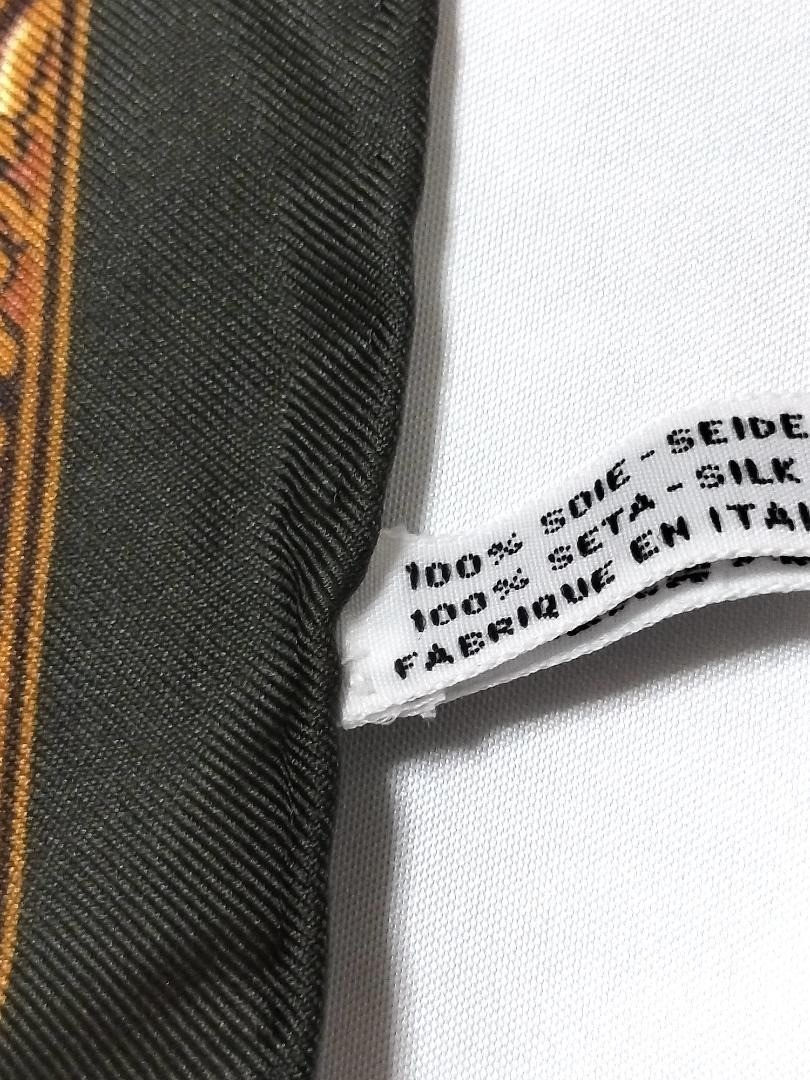 100% SOIE - SEIDE
100% SETA - SILK
FABRIQUE EN ITAL